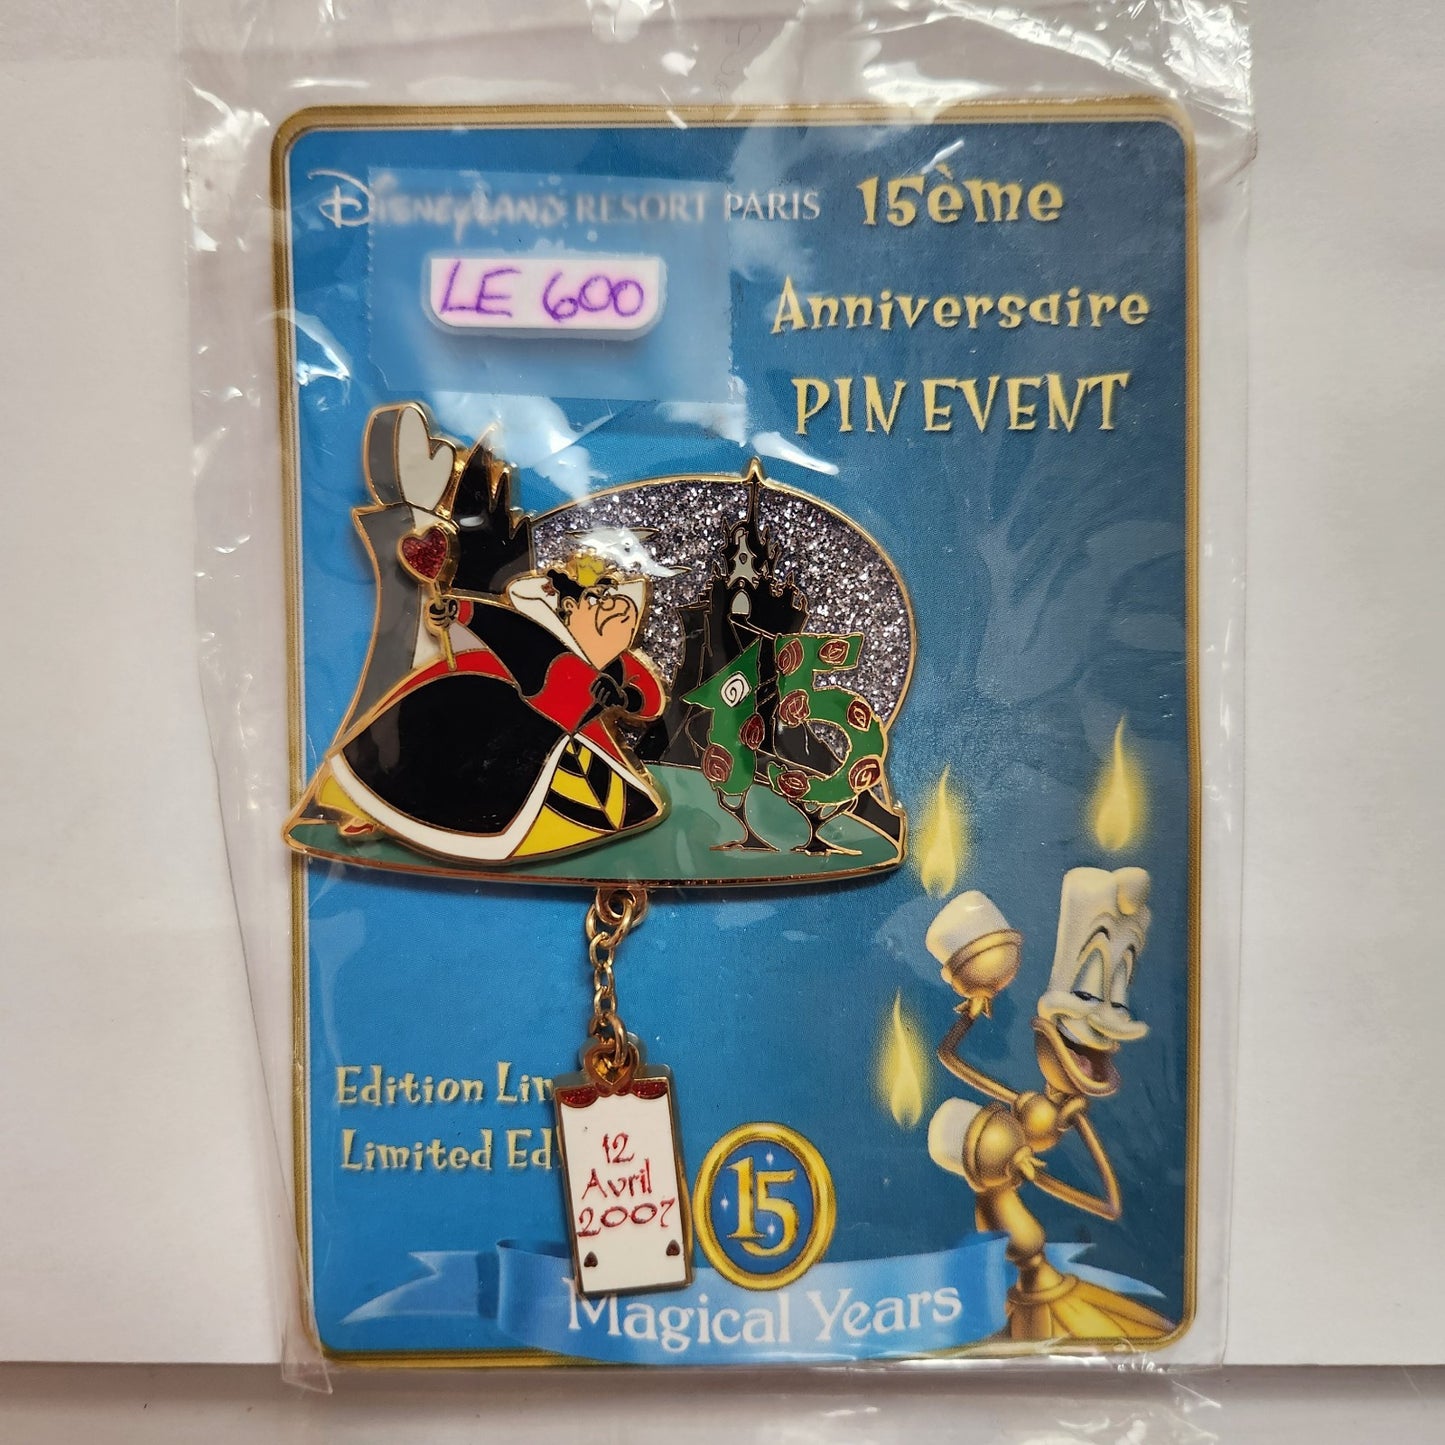 DISNEYLAND RESORT PARIS
15ème
Anniversaire
PIN EVENT
LE 600
15
Edition Lim
Limited Ed
12
Avril
2007
15
Magical Years